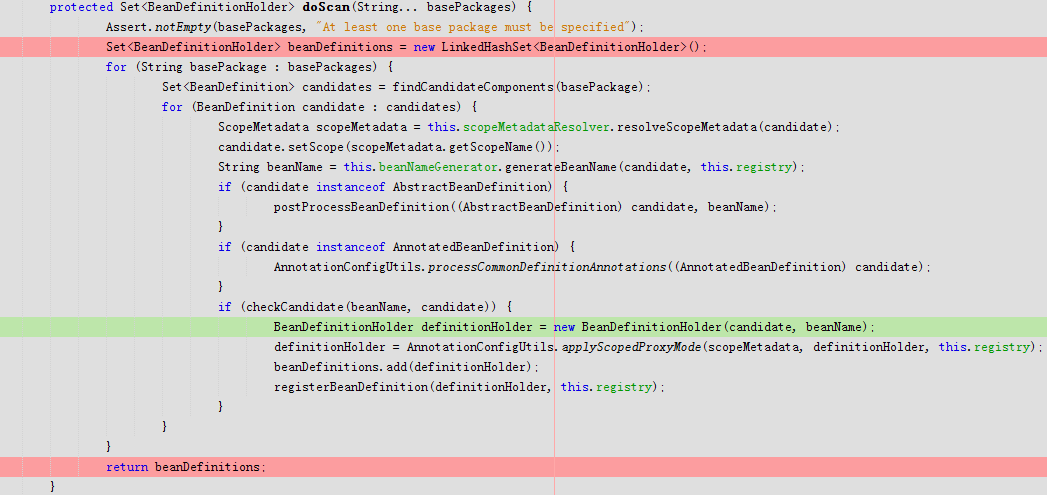 protected Set<BeanDefinitionHolder> doScan(String... basePackages) {
Assert.notEmpty(basePackages, "At least one base package must be specified");
Set<BeanDefinitionHolder> beanDefinitions = new LinkedHashSet<BeanDefinitionHolder>();
for (String basePackage : basePackages) {
Set<BeanDefinition> candidates = findCandidateComponents(basePackage);
for (BeanDefinition candidate : candidates) {
ScopeMetadata scopeMetadata = this.scopeMetadataResolver.resolveScopeMetadata(candidate);
candidate.setScope(scopeMetadata.getScopeName());
String beanName = this.beanNameGenerator.generateBeanName(candidate, this.registry);
if (candidate instanceof AbstractBeanDefinition) {
postProcessBeanDefinition((AbstractBeanDefinition) candidate, beanName);
}
if (candidate instanceof AnnotatedBeanDefinition) {
AnnotationConfigUtils.processCommonDefinitionAnnotations((AnnotatedBeanDefinition) candidate);
}
if (checkCandidate(beanName, candidate)) {
BeanDefinitionHolder definitionHolder = new BeanDefinitionHolder(candidate, beanName);
definitionHolder = AnnotationConfigUtils.applyScopedProxyMode(scopeMetadata, definitionHolder, this.registry);
beanDefinitions.add(definitionHolder);
registerBeanDefinition(definitionHolder, this.registry);
}
}
}
return beanDefinitions;
}